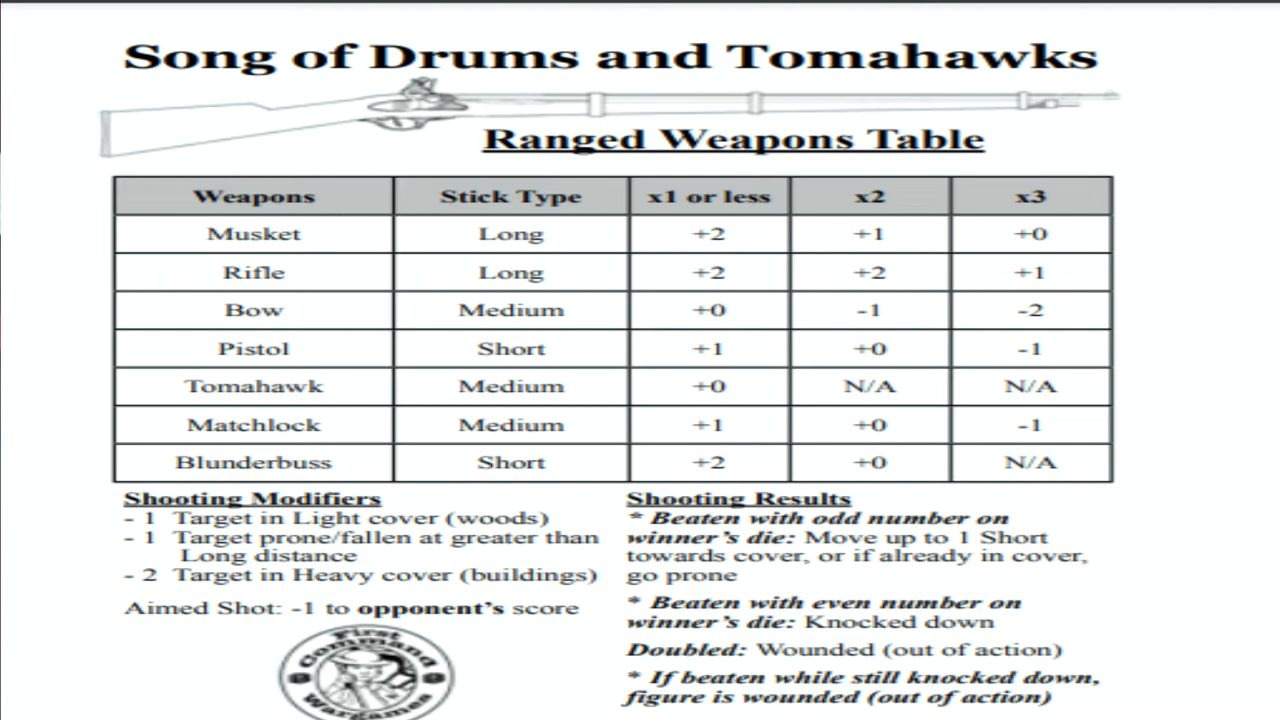 Song of Drums and Tomahawks
Ranged Weapons Table
Weapons Stick Type x1 or less x2 x3
Musket Long +2 +1 +0
Rifle Long +2 +2 +1
Bow Medium +0 -1 -2
Pistol Short +1 +0 -1
Tomahawk Medium +0 N/A N/A
Matchlock Medium +1 +0 -1
Blunderbuss Short +2 +0 N/A
Shooting Modifiers
- 1 Target in Light cover (woods)
- 1 Target prone/fallen at greater than
Long distance
- 2 Target in Heavy cover (buildings)
Aimed Shot: -1 to opponent's score
First
Command
Wargames
Shooting Results
* Beaten with odd number on
winner's die: Move up to 1 Short
towards cover, or if already in cover,
go prone
* Beaten with even number on
winner's die: Knocked down
Doubled: Wounded (out of action)
* If beaten while still knocked down,
figure is wounded (out of action)